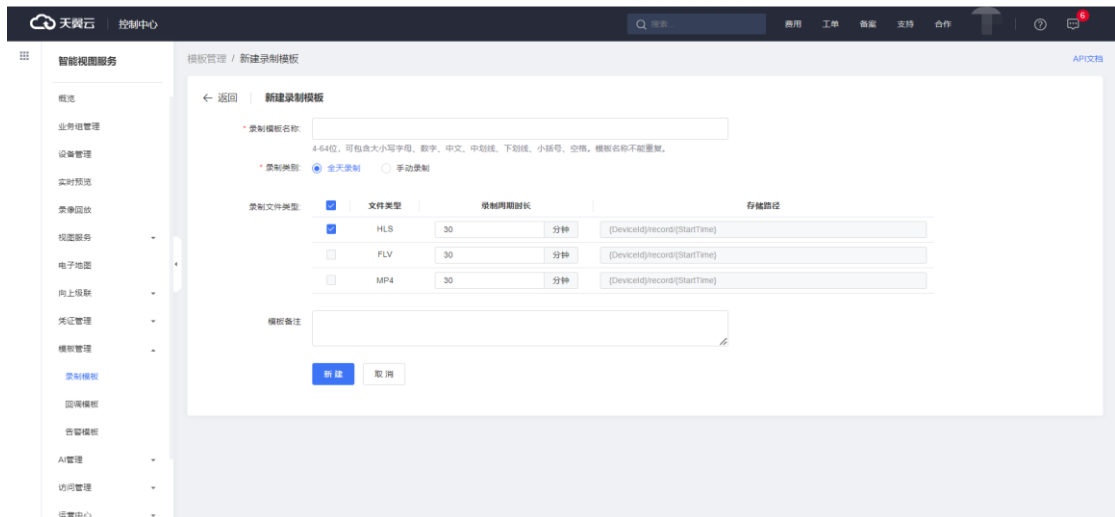 天翼云 控制中心 搜索... 费用 工单 备案 支持 合作 6
智能视图服务
模板管理 / 新建录制模板 API文档
概览
业务组管理
设备管理
实时预览
录像回放
视图服务
电子地图
向上级联
凭证管理
模板管理
录制模板
回调模板
告警模板
AI管理
访问管理
运营中心
← 返回 新建录制模板
* 录制模板名称:
4-64位，可包含大小写字母、数字、中文、中划线、下划线、小括号、空格。模板名称不能重复。
* 录制类别: 全天录制 手动录制
录制文件类型: 文件类型 录制周期时长 存储路径
HLS 30 分钟 {DeviceId}/record/{StartTime}
FLV 30 分钟 {DeviceId}/record/{StartTime}
MP4 30 分钟 {DeviceId}/record/{StartTime}
模板备注
新建 取消